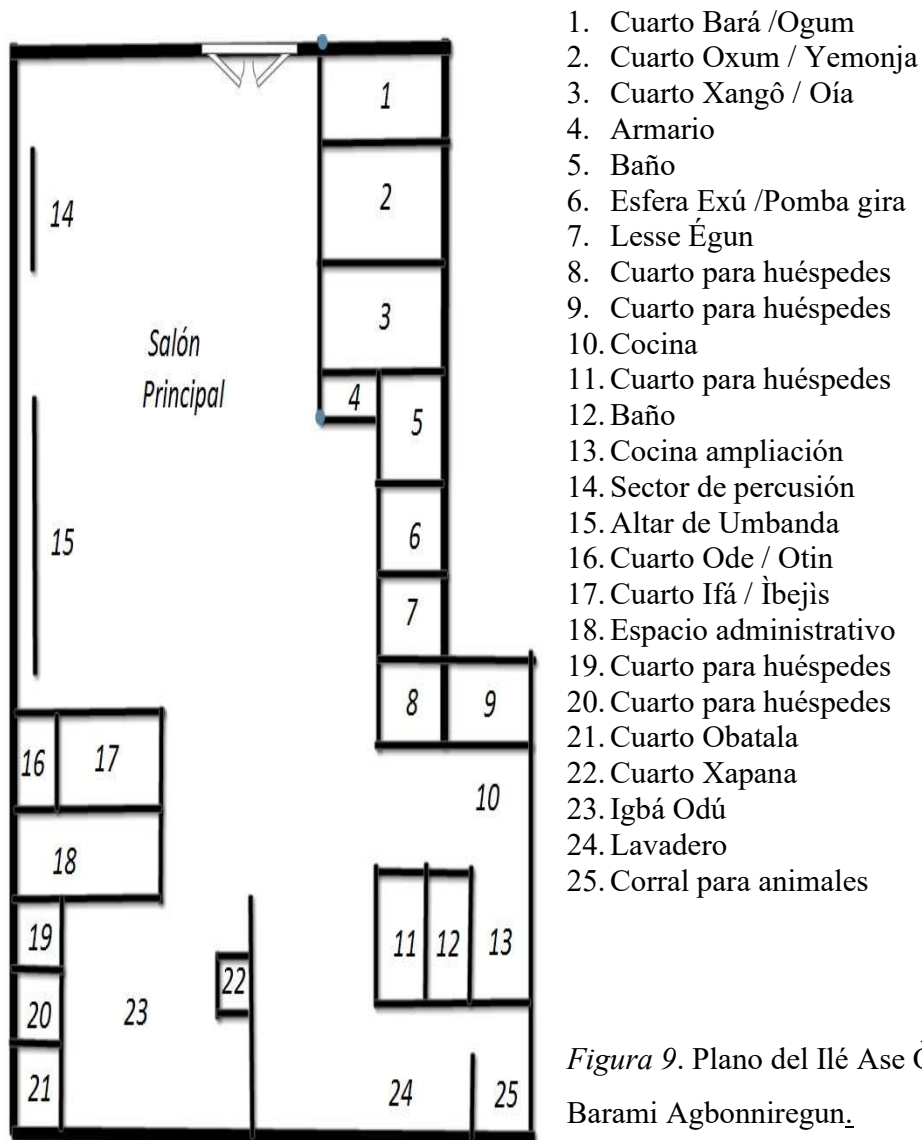 1. Cuarto Bará /Ogum
2. Cuarto Oxum / Yemonja
3. Cuarto Xangô / Oía
4. Armario
5. Baño
6. Esfera Exú /Pomba gira
7. Lesse Égun
8. Cuarto para huéspedes
9. Cuarto para huéspedes
10. Cocina
11. Cuarto para huéspedes
12. Baño
13. Cocina ampliación
14. Sector de percusión
15. Altar de Umbanda
16. Cuarto Ode / Otin
17. Cuarto Ifá / Ìbejìs
18. Espacio administrativo
19. Cuarto para huéspedes
20. Cuarto para huéspedes
21. Cuarto Obatala
22. Cuarto Xapana
23. Igbá Odú
24. Lavadero
25. Corral para animales
1
2
14
3
Salón
Principal
4
5
15
6
7
8
9
16
17
10
18
19
11
12
13
22
20
23
21
24
25
Figura 9. Plano del Ilé Ase
Barami Agbonniregun.